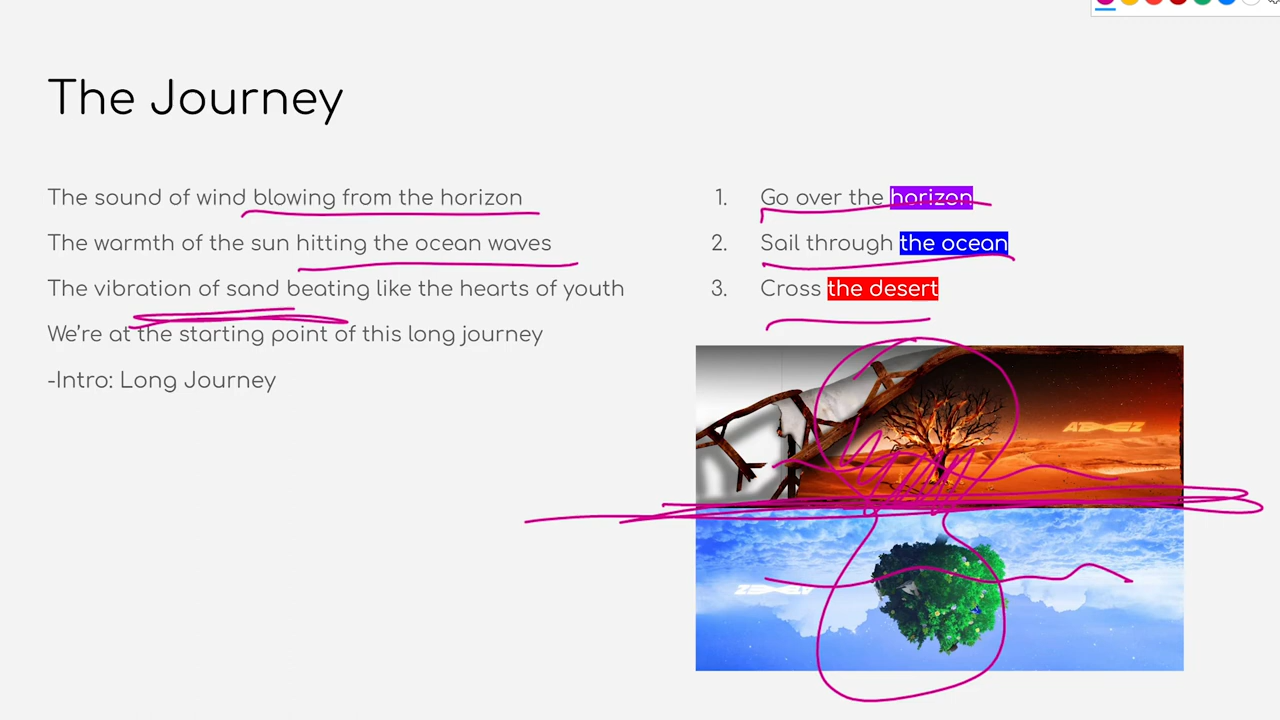 The Journey
The sound of wind blowing from the horizon
The warmth of the sun hitting the ocean waves
The vibration of sand beating like the hearts of youth
We’re at the starting point of this long journey
-Intro: Long Journey
1. Go over the horizon
2. Sail through the ocean
3. Cross the desert